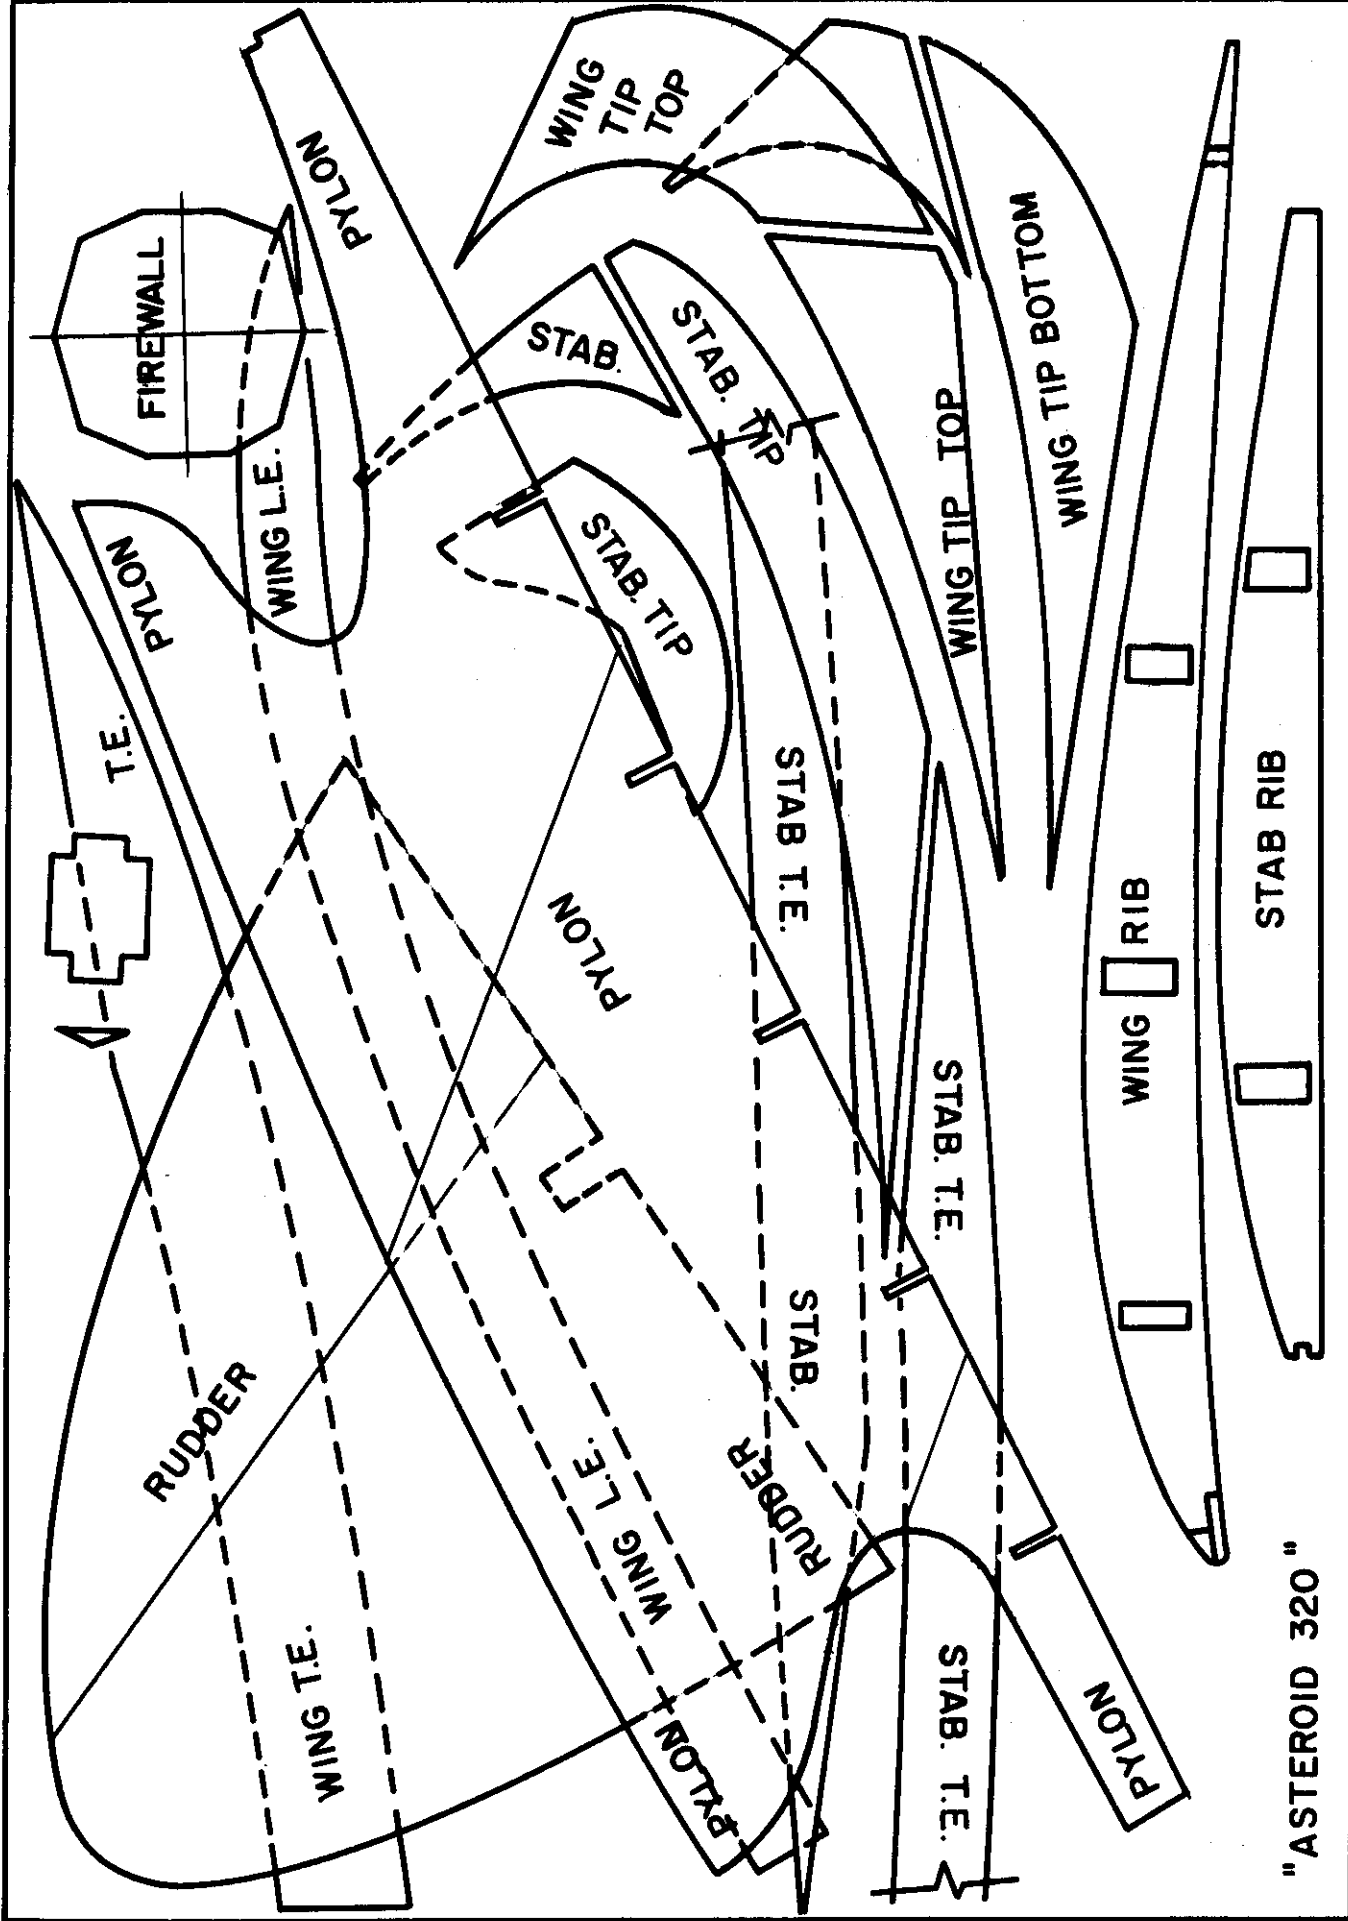 PYLON
WING
TIP
TOP
FIREWALL
STAB.
STAB. TIP
WING TIP BOTTOM
WING TIP TOP
WING L.E.
PYLON
STAB. TIP
T.E.
STAB T.E.
PYLON
WING RIB
STAB RIB
STAB. T.E.
STAB.
RUDDER
WING L.E.
RUDDER
WING T.E.
PYLON
STAB. T.E.
PYLON
"ASTEROID 320"